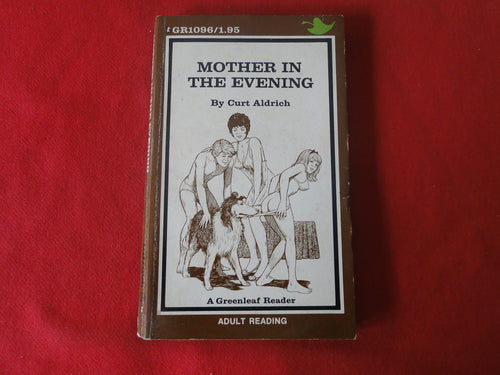 GR1096/1.95
MOTHER IN
THE EVENING
By Curt Aldrich
A Greenleaf Reader
ADULT READING